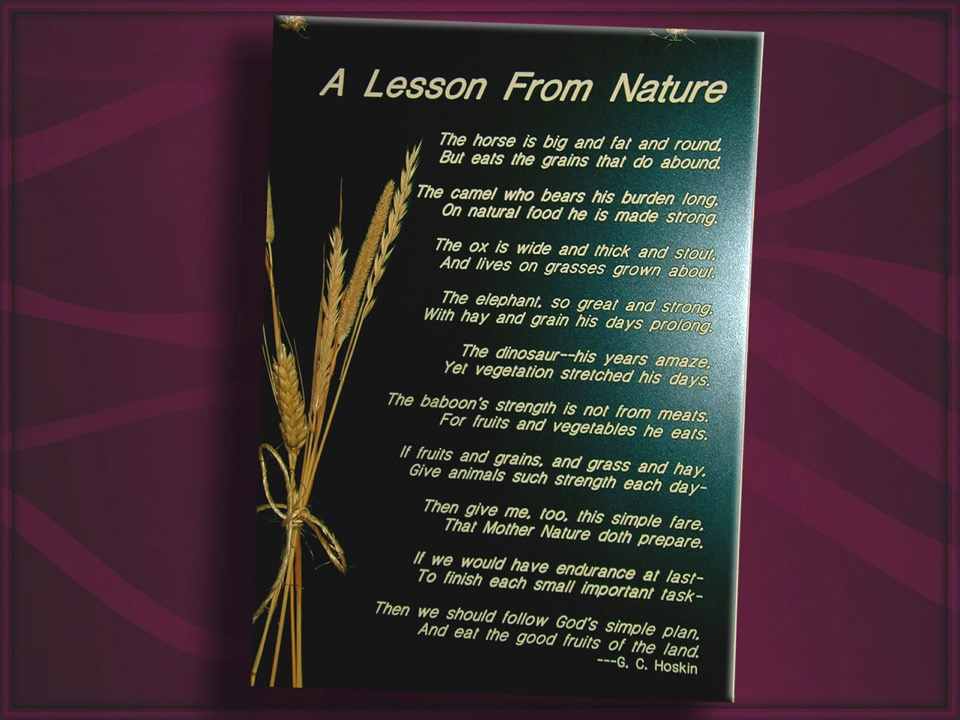 A Lesson From Nature
The horse is big and fat and round,
But eats the grains that do abound.
The camel who bears his burden long,
On natural food he is made strong.
The ox is wide and thick and stout,
And lives on grasses grown about.
The elephant, so great and strong,
With hay and grain his days prolong.
The dinosaur--his years amaze,
Yet vegetation stretched his days.
The baboon's strength is not from meats,
For fruits and vegetables he eats.
If fruits and grains, and grass and hay,
Give animals such strength each day-
Then give me, too, this simple fare,
That Mother Nature doth prepare.
If we would have endurance at last-
To finish each small important task-
Then we should follow God's simple plan,
And eat the good fruits of the land.
---G. C. Hoskin